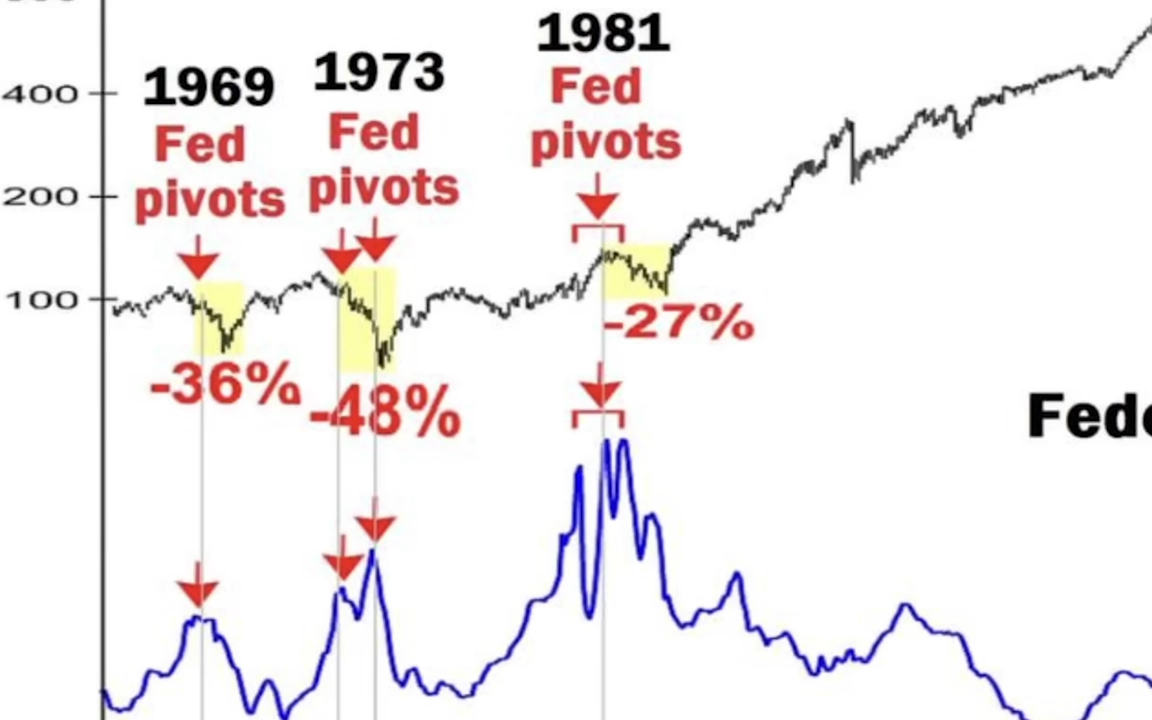 1969
Fed
pivots
1973
Fed
pivots
1981
Fed
pivots
400
200
100
-36%
-48%
-27%